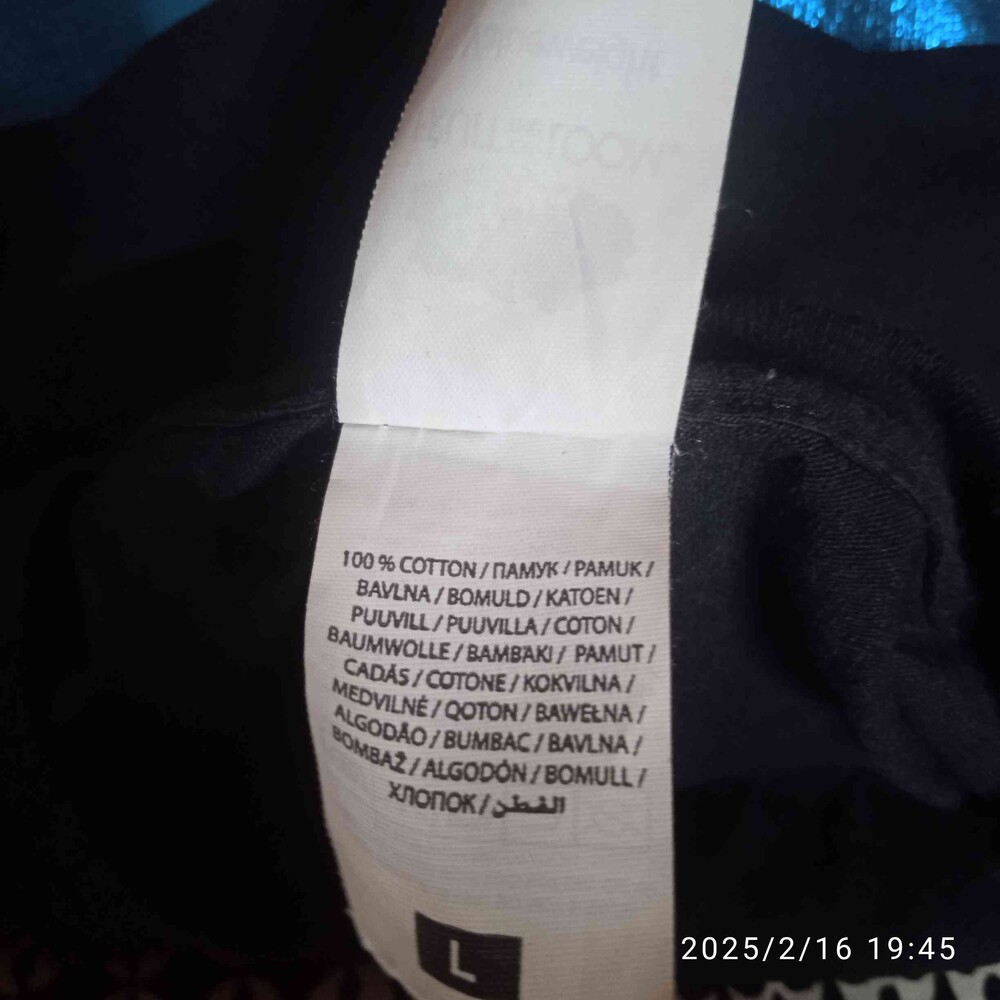 100 % COTTON / ПАМУК / PAMUK /
BAVLNA / BOMULD / KATOEN /
PUUVILL / PUUVILLA / COTON /
BAUMWOLLE / BAMBAKI / PAMUT /
CADÁS / COTONE / KOKVILNA /
MEDVILNÉ / QOTON / BAWEŁNA /
ALGODÃO / BUMBAC / BAVLNA /
BOMBAŽ / ALGODÓN / BOMULL /
ХЛОПОК / القطن
L
2025/2/16 19:45